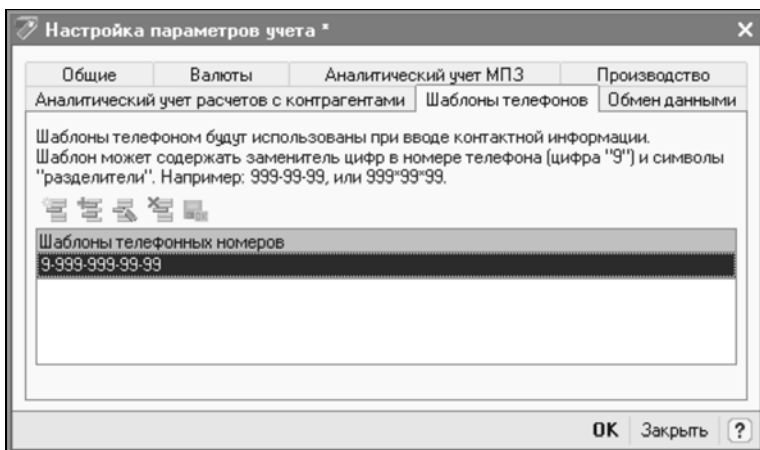 Настройка параметров учета *
Общие Валюты Аналитический учет МПЗ Производство
Аналитический учет расчетов с контрагентами Шаблоны телефонов Обмен данными
Шаблоны телефоном будут использованы при вводе контактной информации.
Шаблон может содержать заменитель цифр в номере телефона (цифра "9") и символы
"разделители". Например: 999-99-99, или 999*99*99.
Шаблоны телефонных номеров
9-999-999-99-99
OK Закрыть ?